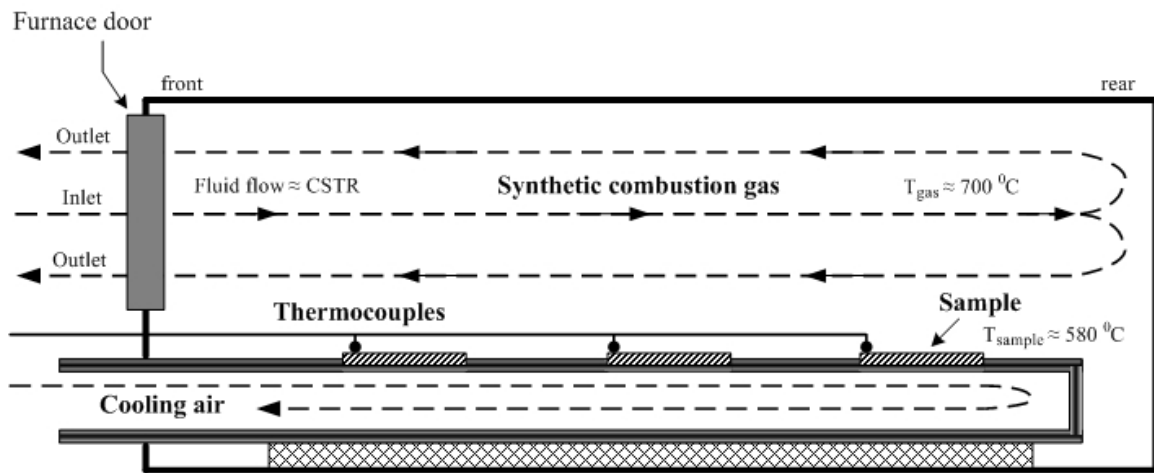 Furnace door
front
rear
Outlet
Inlet
Fluid flow ≈ CSTR
Synthetic combustion gas
T_gas ≈ 700 ⁰C
Outlet
Thermocouples
Sample
T_sample ≈ 580 ⁰C
Cooling air